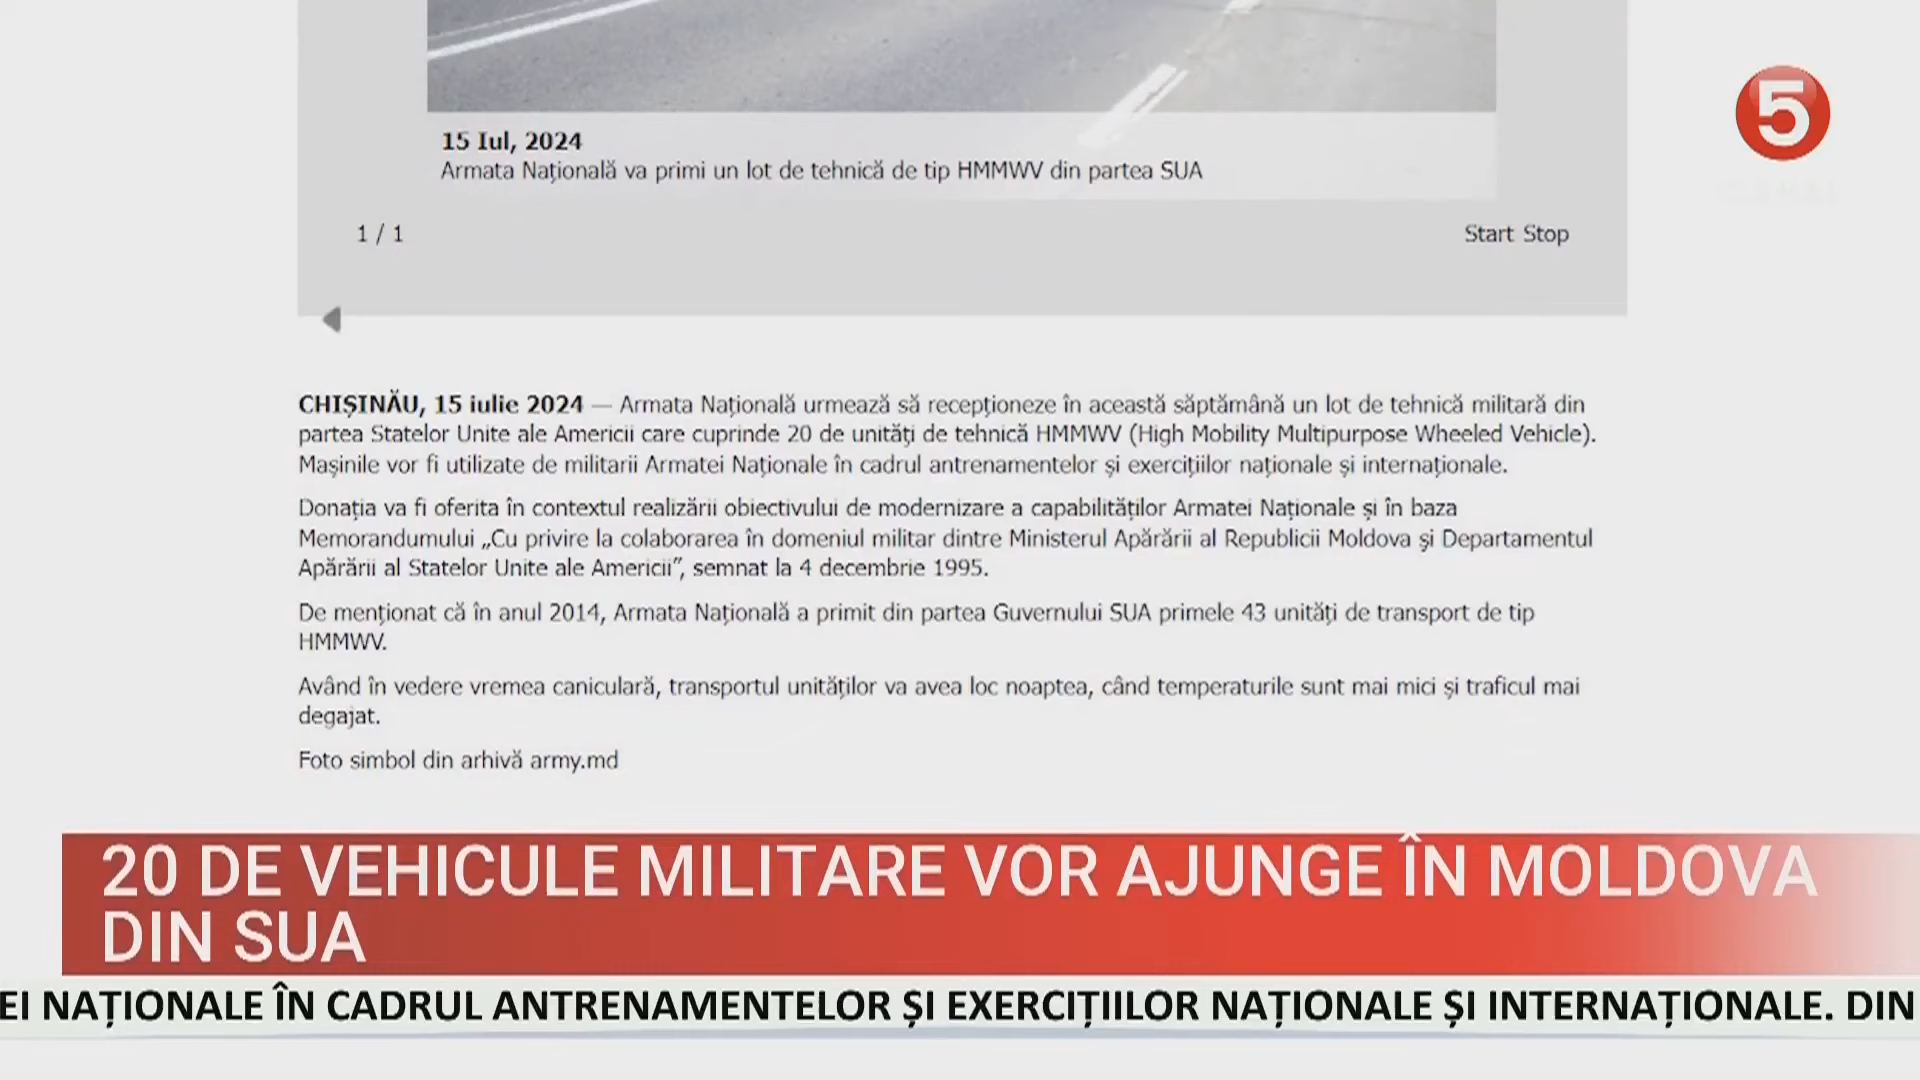 5
15 Iul, 2024
Armata Națională va primi un lot de tehnică de tip HMMWV din partea SUA
1 / 1
Start Stop
CHIȘINĂU, 15 iulie 2024 — Armata Națională urmează să recepționeze în această săptămână un lot de tehnică militară din
partea Statelor Unite ale Americii care cuprinde 20 de unități de tehnică HMMWV (High Mobility Multipurpose Wheeled Vehicle).
Mașinile vor fi utilizate de militarii Armatei Naționale în cadrul antrenamentelor și exercițiilor naționale și internaționale.
Donația va fi oferita în contextul realizării obiectivului de modernizare a capabilităților Armatei Naționale și în baza
Memorandumului „Cu privire la colaborarea în domeniul militar dintre Ministerul Apărării al Republicii Moldova și Departamentul
Apărării al Statelor Unite ale Americii”, semnat la 4 decembrie 1995.
De menționat că în anul 2014, Armata Națională a primit din partea Guvernului SUA primele 43 unități de transport de tip
HMMWV.
Având în vedere vremea caniculară, transportul unităților va avea loc noaptea, când temperaturile sunt mai mici și traficul mai
degajat.
Foto simbol din arhivă army.md
20 DE VEHICULE MILITARE VOR AJUNGE ÎN MOLDOVA
DIN SUA
EI NAȚIONALE ÎN CADRUL ANTRENAMENTELOR ȘI EXERCIȚIILOR NAȚIONALE ȘI INTERNAȚIONALE. DIN